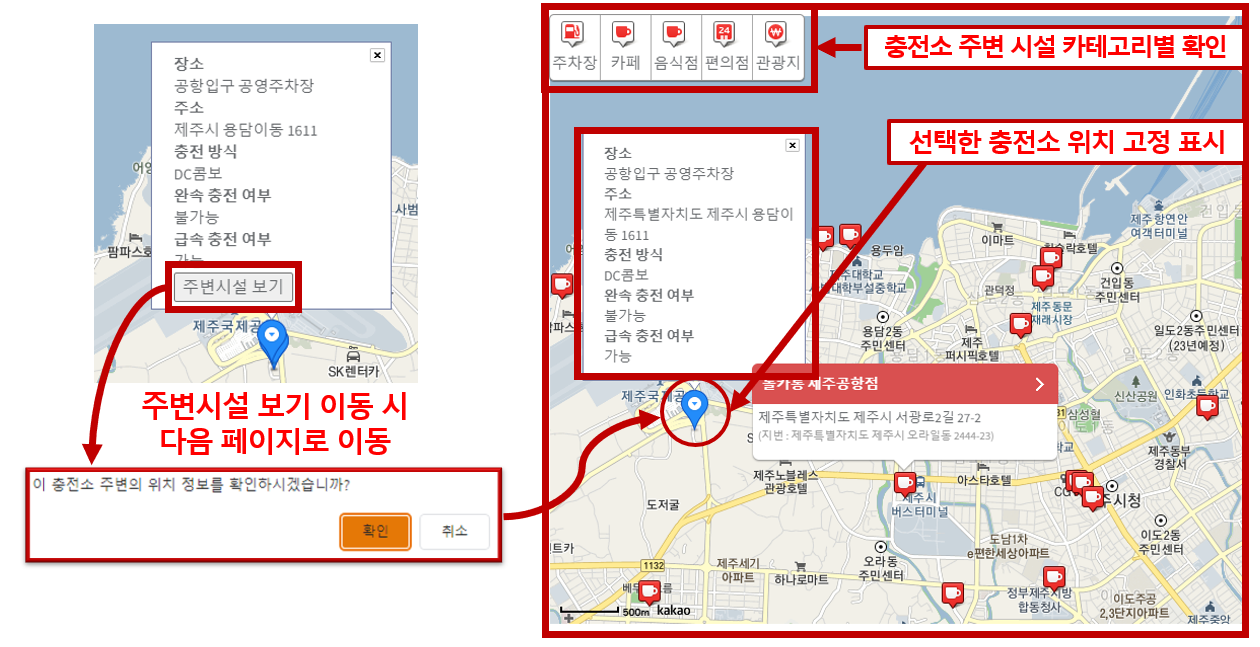 장소
공항입구 공영주차장
주소
제주시 용담이동 1611
충전 방식
DC콤보
완속 충전 여부
불가능
급속 충전 여부
가능
주변시설 보기
사범
팜파스호
제주국제공
SK렌터카
주변시설 보기 이동 시
다음 페이지로 이동
이 충전소 주변의 위치 정보를 확인하시겠습니까?
확인
취소
주차장
카페
음식점
24
편의점
관광지
충전소 주변 시설 카테고리별 확인
선택한 충전소 위치 고정 표시
장소
공항입구 공영주차장
주소
제주특별자치도 제주시 용담이
동 1611
충전 방식
DC콤보
완속 충전 여부
불가능
급속 충전 여부
가능
제주항연안
여객터미널
건입동
이마트
칠락호텔
용두암
제주대학교
사범대학부설중학교
관덕정
건입동
주민센터
제주동문
재래시장
용담2동
주민센터
제주
퍼시픽호텔
일도2동주민센터
(23년예정)
일도2동
신산공원
인화초등학교
삼성혈
제주국제공
올가홈 제주공항점
제주특별자치도 제주시 서광로2길 27-2
(지번 : 제주특별자치도 제주시 오라일동 2444-23)
제주동부
경찰서
제주노블레스
관광호텔
아스타호텔
제주시
버스터미널
주시청
도저굴
도남1차
e편한세상아파트
이도2동
주민센터
오라동
주민센터
트카
1132
제주세기
아파트
하나로마트
정부제주지방
합동청사
이도주공
2,3단지아파트
제주중앙
500m
kakao